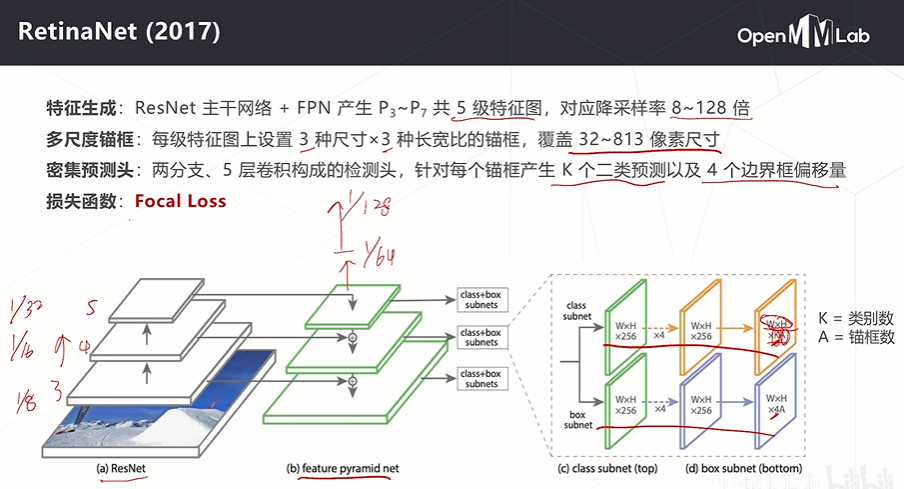 RetinaNet (2017)
OpenMMLab
特征生成：ResNet 主干网络 + FPN 产生 P3~P7 共 5 级特征图，对应降采样率 8~128 倍
多尺度锚框：每级特征图上设置 3 种尺寸×3 种长宽比的锚框，覆盖 32~813 像素尺寸
密集预测头：两分支、5 层卷积构成的检测头，针对每个锚框产生 K 个二类预测以及 4 个边界框偏移量
损失函数：Focal Loss
1/128
1/64
1/32 5
1/16 4
1/8 3
class+box
subnets
class+box
subnets
class+box
subnets
class
subnet
W×H
×256
×4
W×H
×256
W×H
box
subnet
W×H
×256
×4
W×H
×256
W×H
×4A
K = 类别数
A = 锚框数
(a) ResNet
(b) feature pyramid net
(c) class subnet (top)
(d) box subnet (bottom)
bilibili